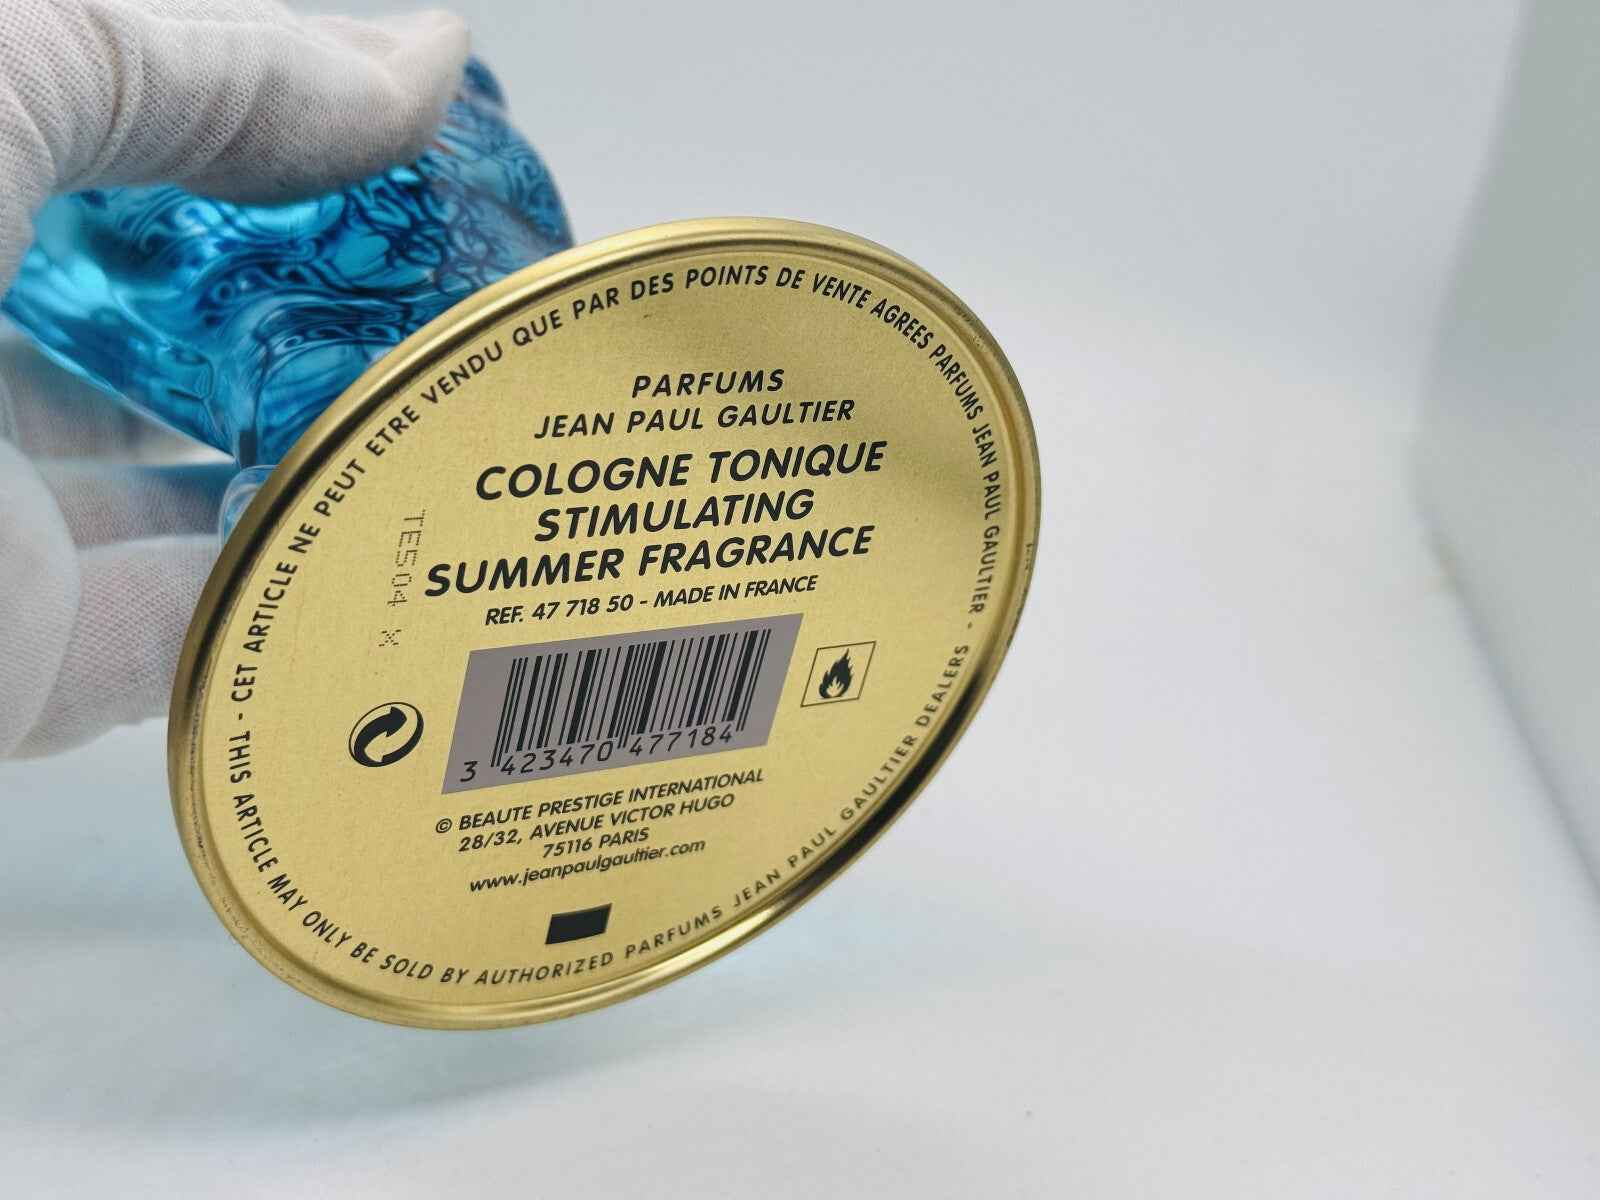 CET ARTICLE NE PEUT ETRE VENDU QUE PAR DES POINTS DE VENTE AGREES PARFUMS JEAN PAUL GAULTIER -
THIS ARTICLE MAY ONLY BE SOLD BY AUTHORIZED PARFUMS JEAN PAUL GAULTIER DEALERS -
PARFUMS
JEAN PAUL GAULTIER
COLOGNE TONIQUE
STIMULATING
SUMMER FRAGRANCE
REF. 47 718 50 - MADE IN FRANCE
TE504 X
3 423470 477184
© BEAUTE PRESTIGE INTERNATIONAL
28/32, AVENUE VICTOR HUGO
75116 PARIS
www.jeanpaulgaultier.com